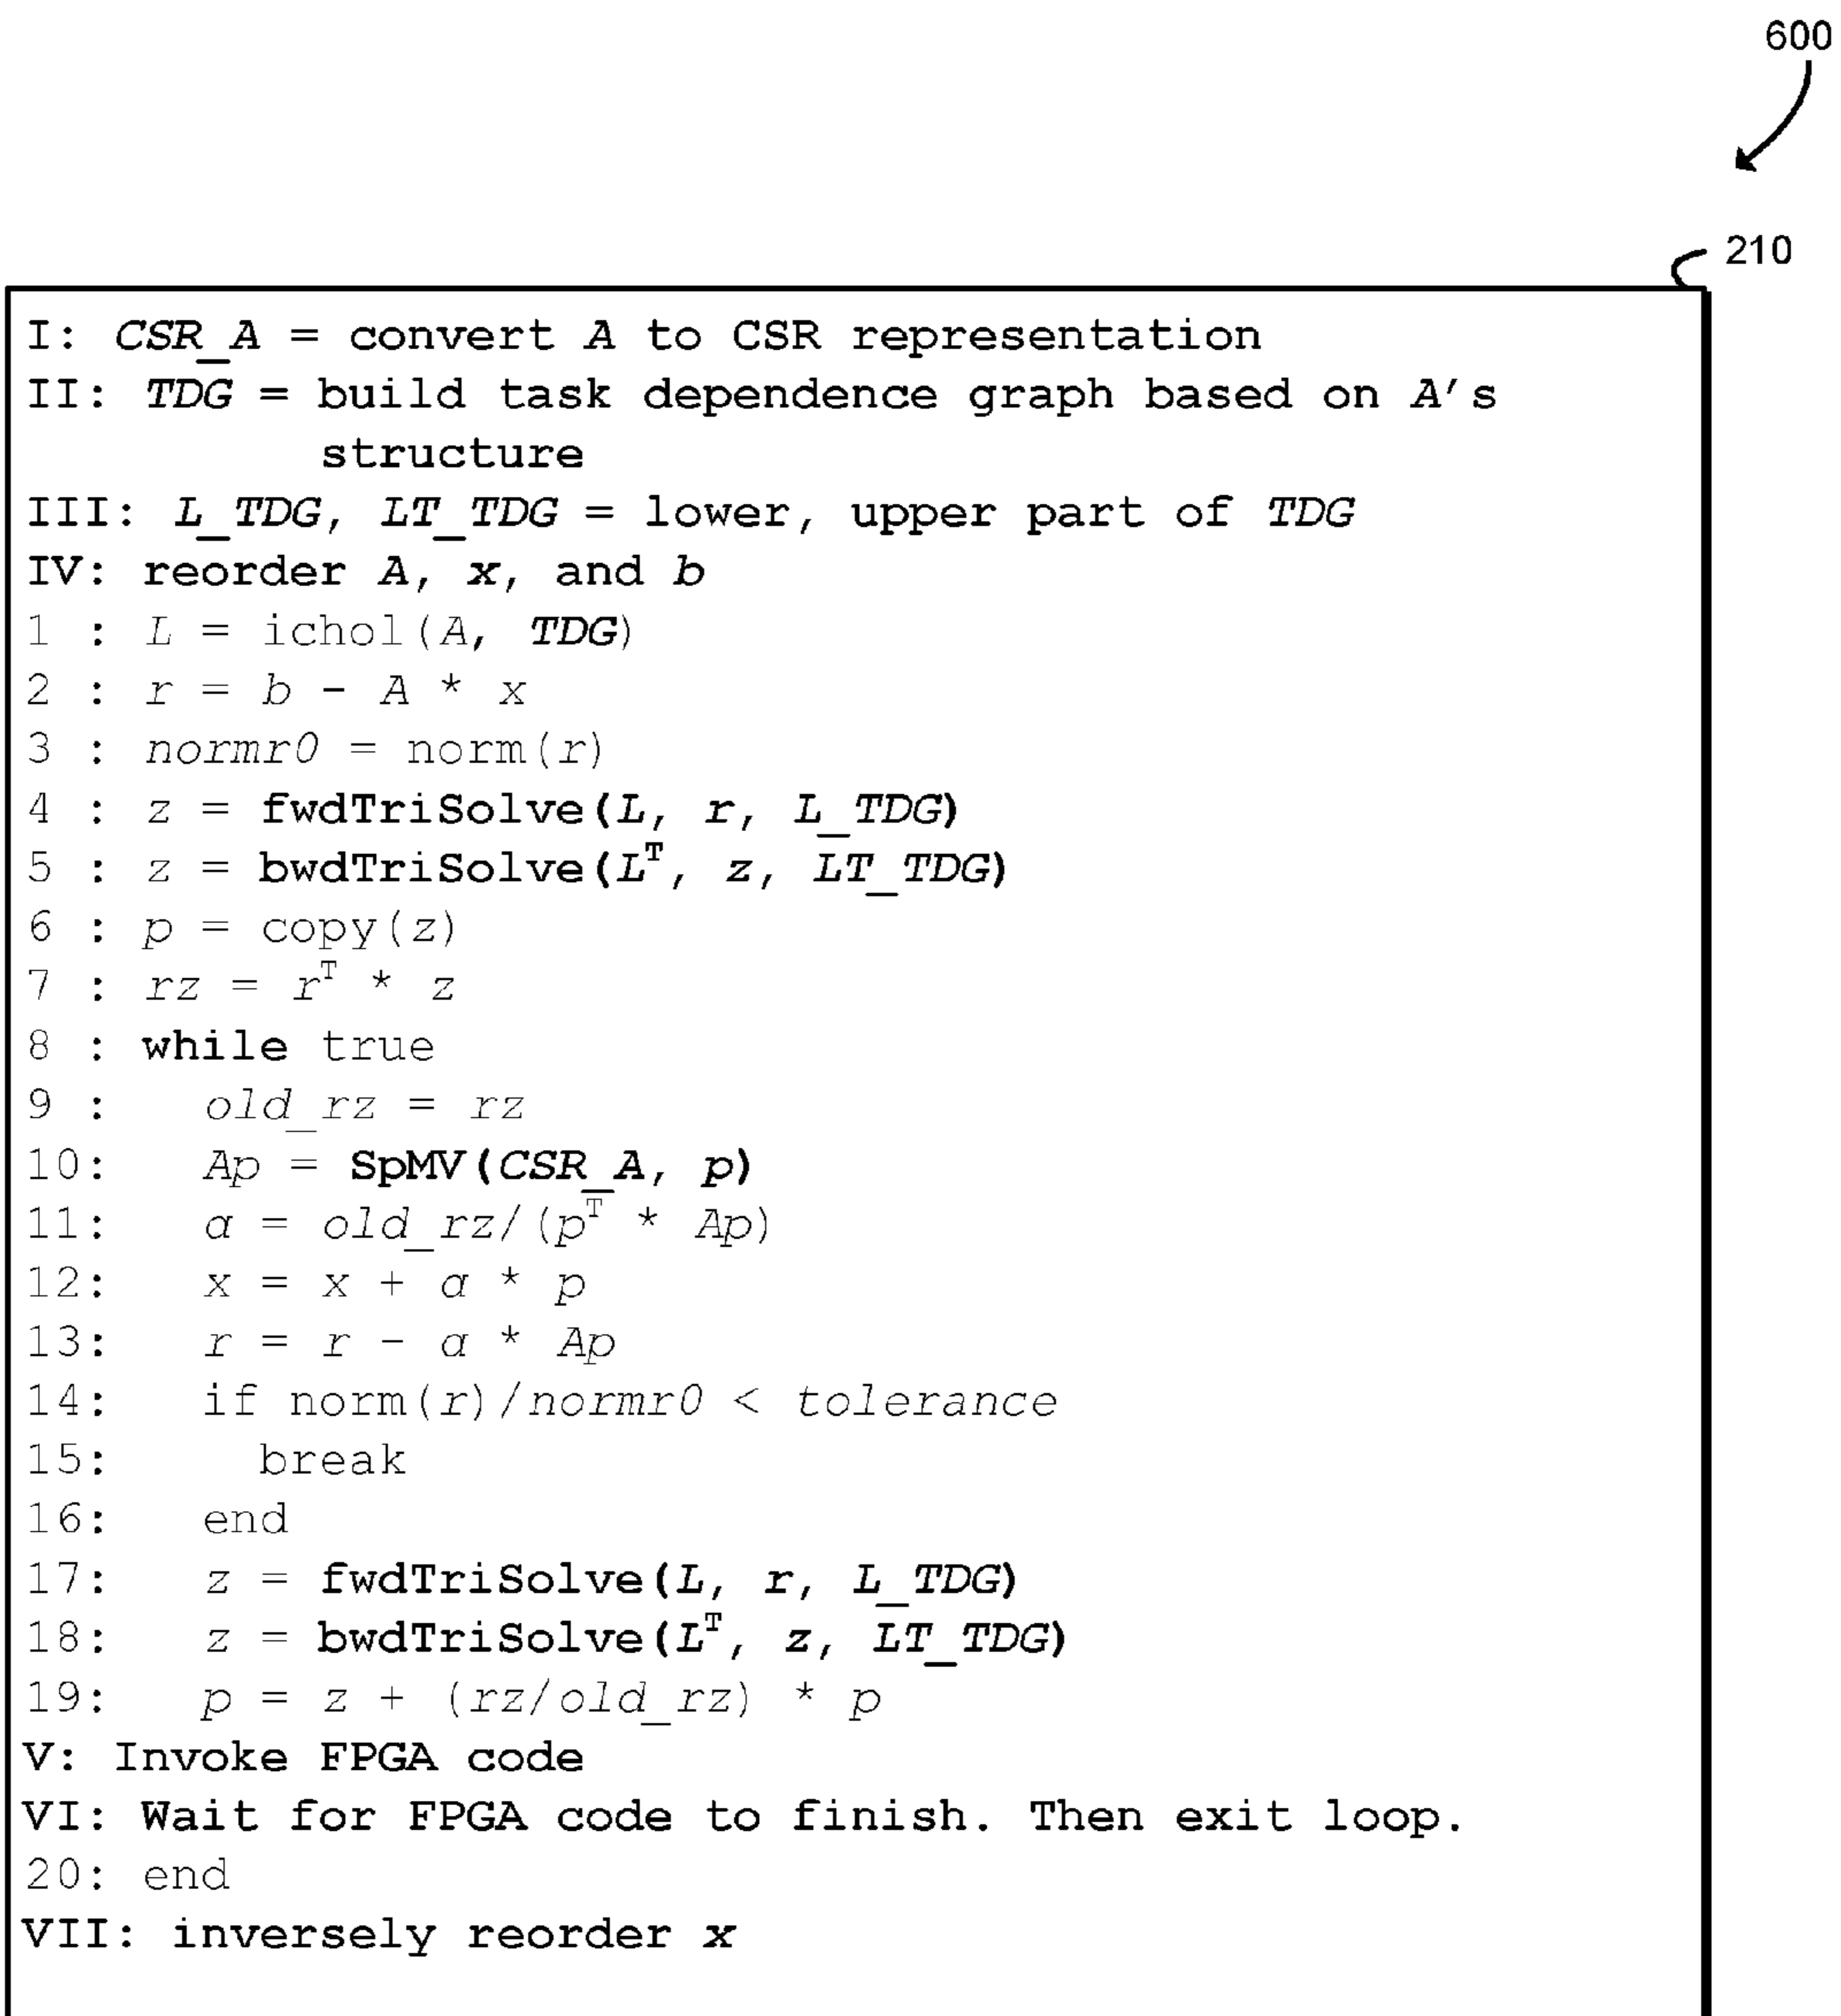 600
210
I: CSR_A = convert A to CSR representation
II: TDG = build task dependence graph based on A's
structure
III: L_TDG, LT_TDG = lower, upper part of TDG
IV: reorder A, x, and b
1 : L = ichol(A, TDG)
2 : r = b - A * x
3 : normr0 = norm(r)
4 : z = fwdTriSolve(L, r, L_TDG)
5 : z = bwdTriSolve(Lᵀ, z, LT_TDG)
6 : p = copy(z)
7 : rz = rᵀ * z
8 : while true
9 : old_rz = rz
10: Ap = SpMV(CSR_A, p)
11: α = old_rz/(pᵀ * Ap)
12: x = x + α * p
13: r = r - α * Ap
14: if norm(r)/normr0 < tolerance
15: break
16: end
17: z = fwdTriSolve(L, r, L_TDG)
18: z = bwdTriSolve(Lᵀ, z, LT_TDG)
19: p = z + (rz/old_rz) * p
V: Invoke FPGA code
VI: Wait for FPGA code to finish. Then exit loop.
20: end
VII: inversely reorder x